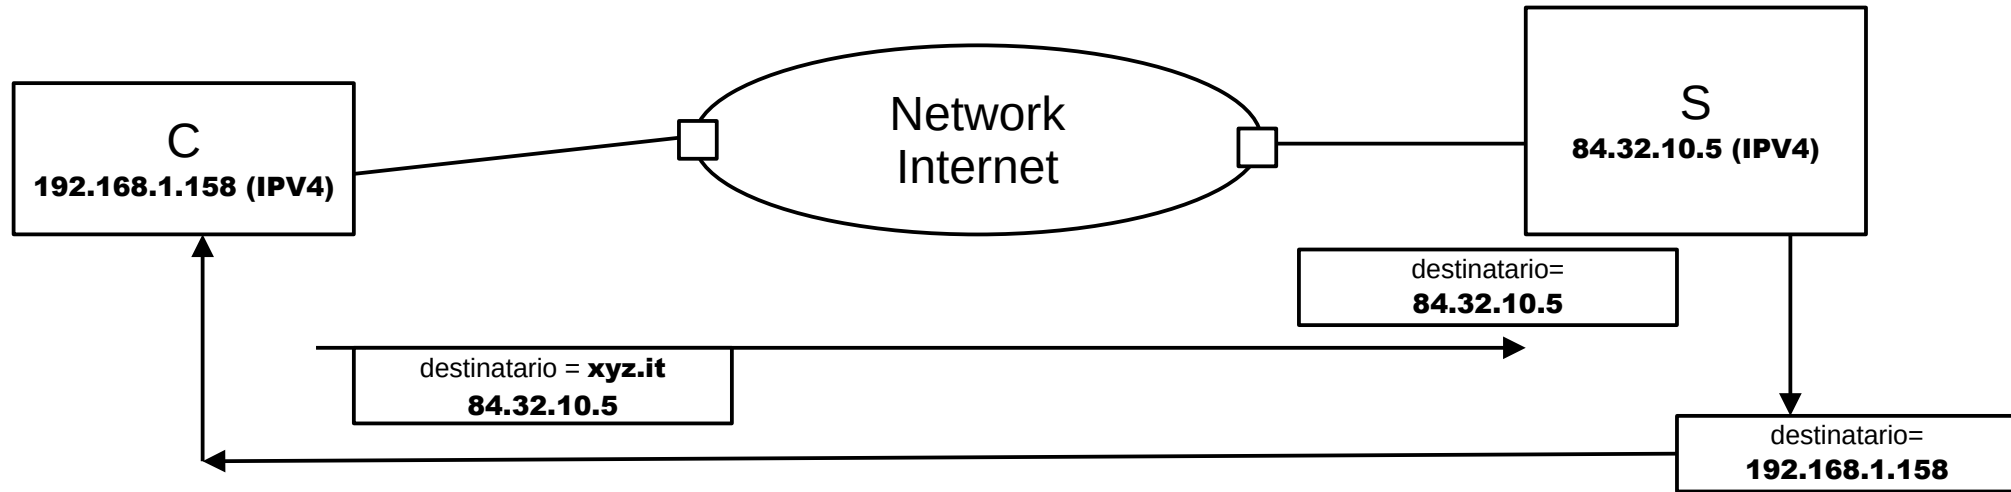 C
192.168.1.158 (IPV4)
Network
Internet
S
84.32.10.5 (IPV4)
destinatario=
84.32.10.5
destinatario = xyz.it
84.32.10.5
destinatario=
192.168.1.158